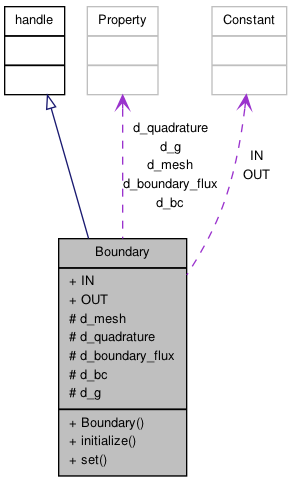 handle
Property
Constant
d_quadrature
d_g
d_mesh
d_boundary_flux
d_bc
IN
OUT
Boundary
+ IN
+ OUT
# d_mesh
# d_quadrature
# d_boundary_flux
# d_bc
# d_g
+ Boundary()
+ initialize()
+ set()